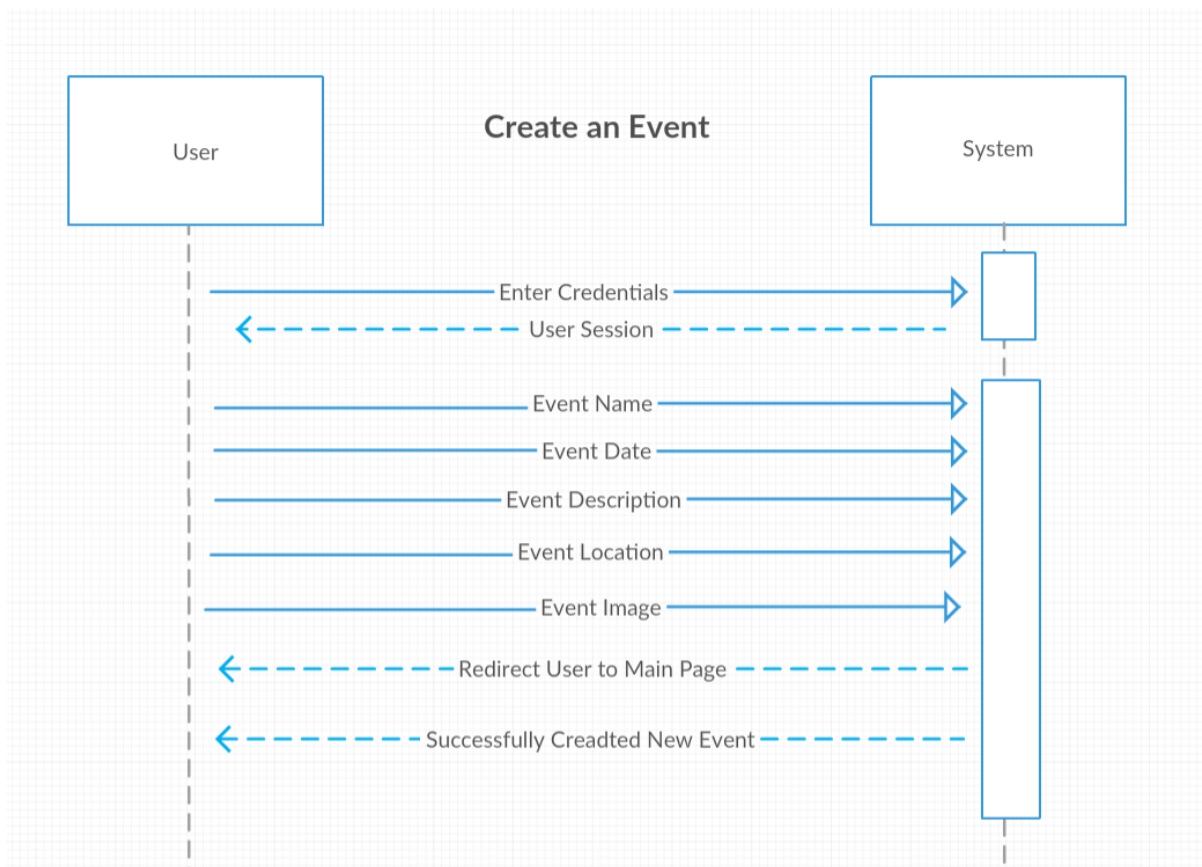 User
Create an Event
System
Enter Credentials
User Session
Event Name
Event Date
Event Description
Event Location
Event Image
Redirect User to Main Page
Successfully Creadted New Event